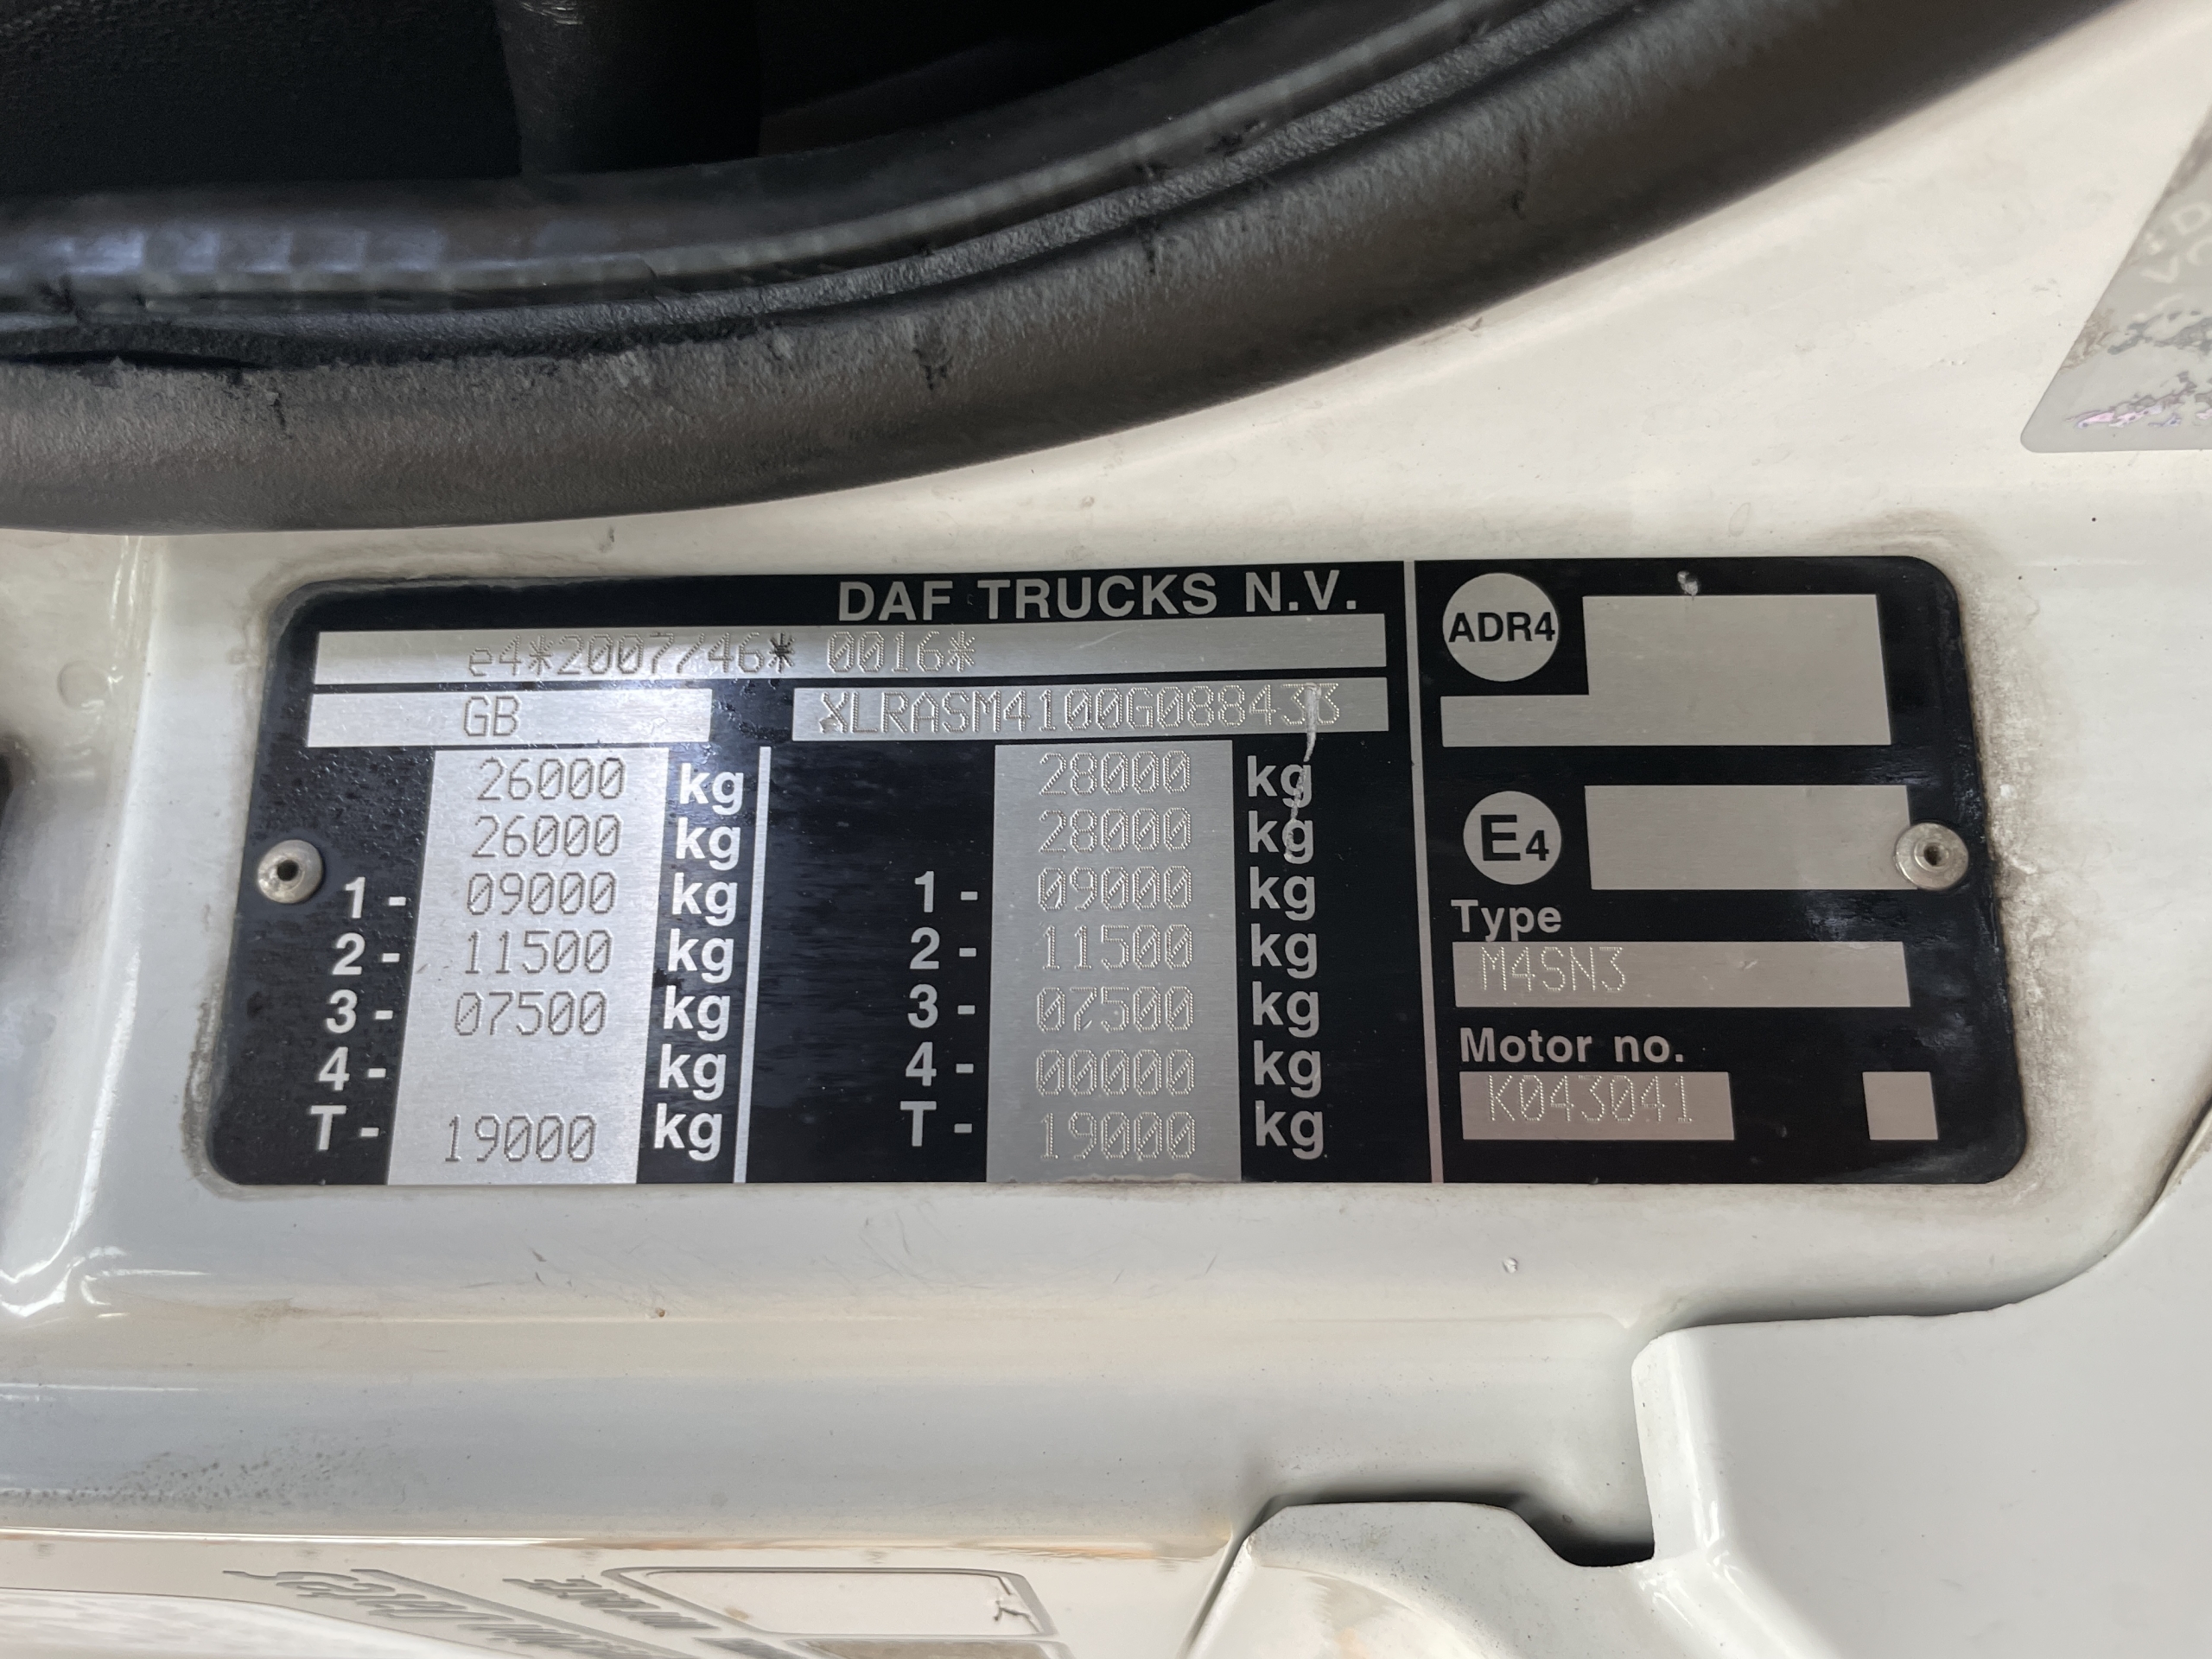 DAF TRUCKS N.V.
e4*2007/46* 0016*
GB
XLRASM4100G088433
26000 kg
26000 kg
1- 09000 kg
2- 11500 kg
3- 07500 kg
4- kg
T- 19000 kg
28000 kg
28000 kg
1 - 09000 kg
2 - 11500 kg
3 - 07500 kg
4 - 00000 kg
T - 19000 kg
ADR4
E4
Type
M4SN3
Motor no.
K043041